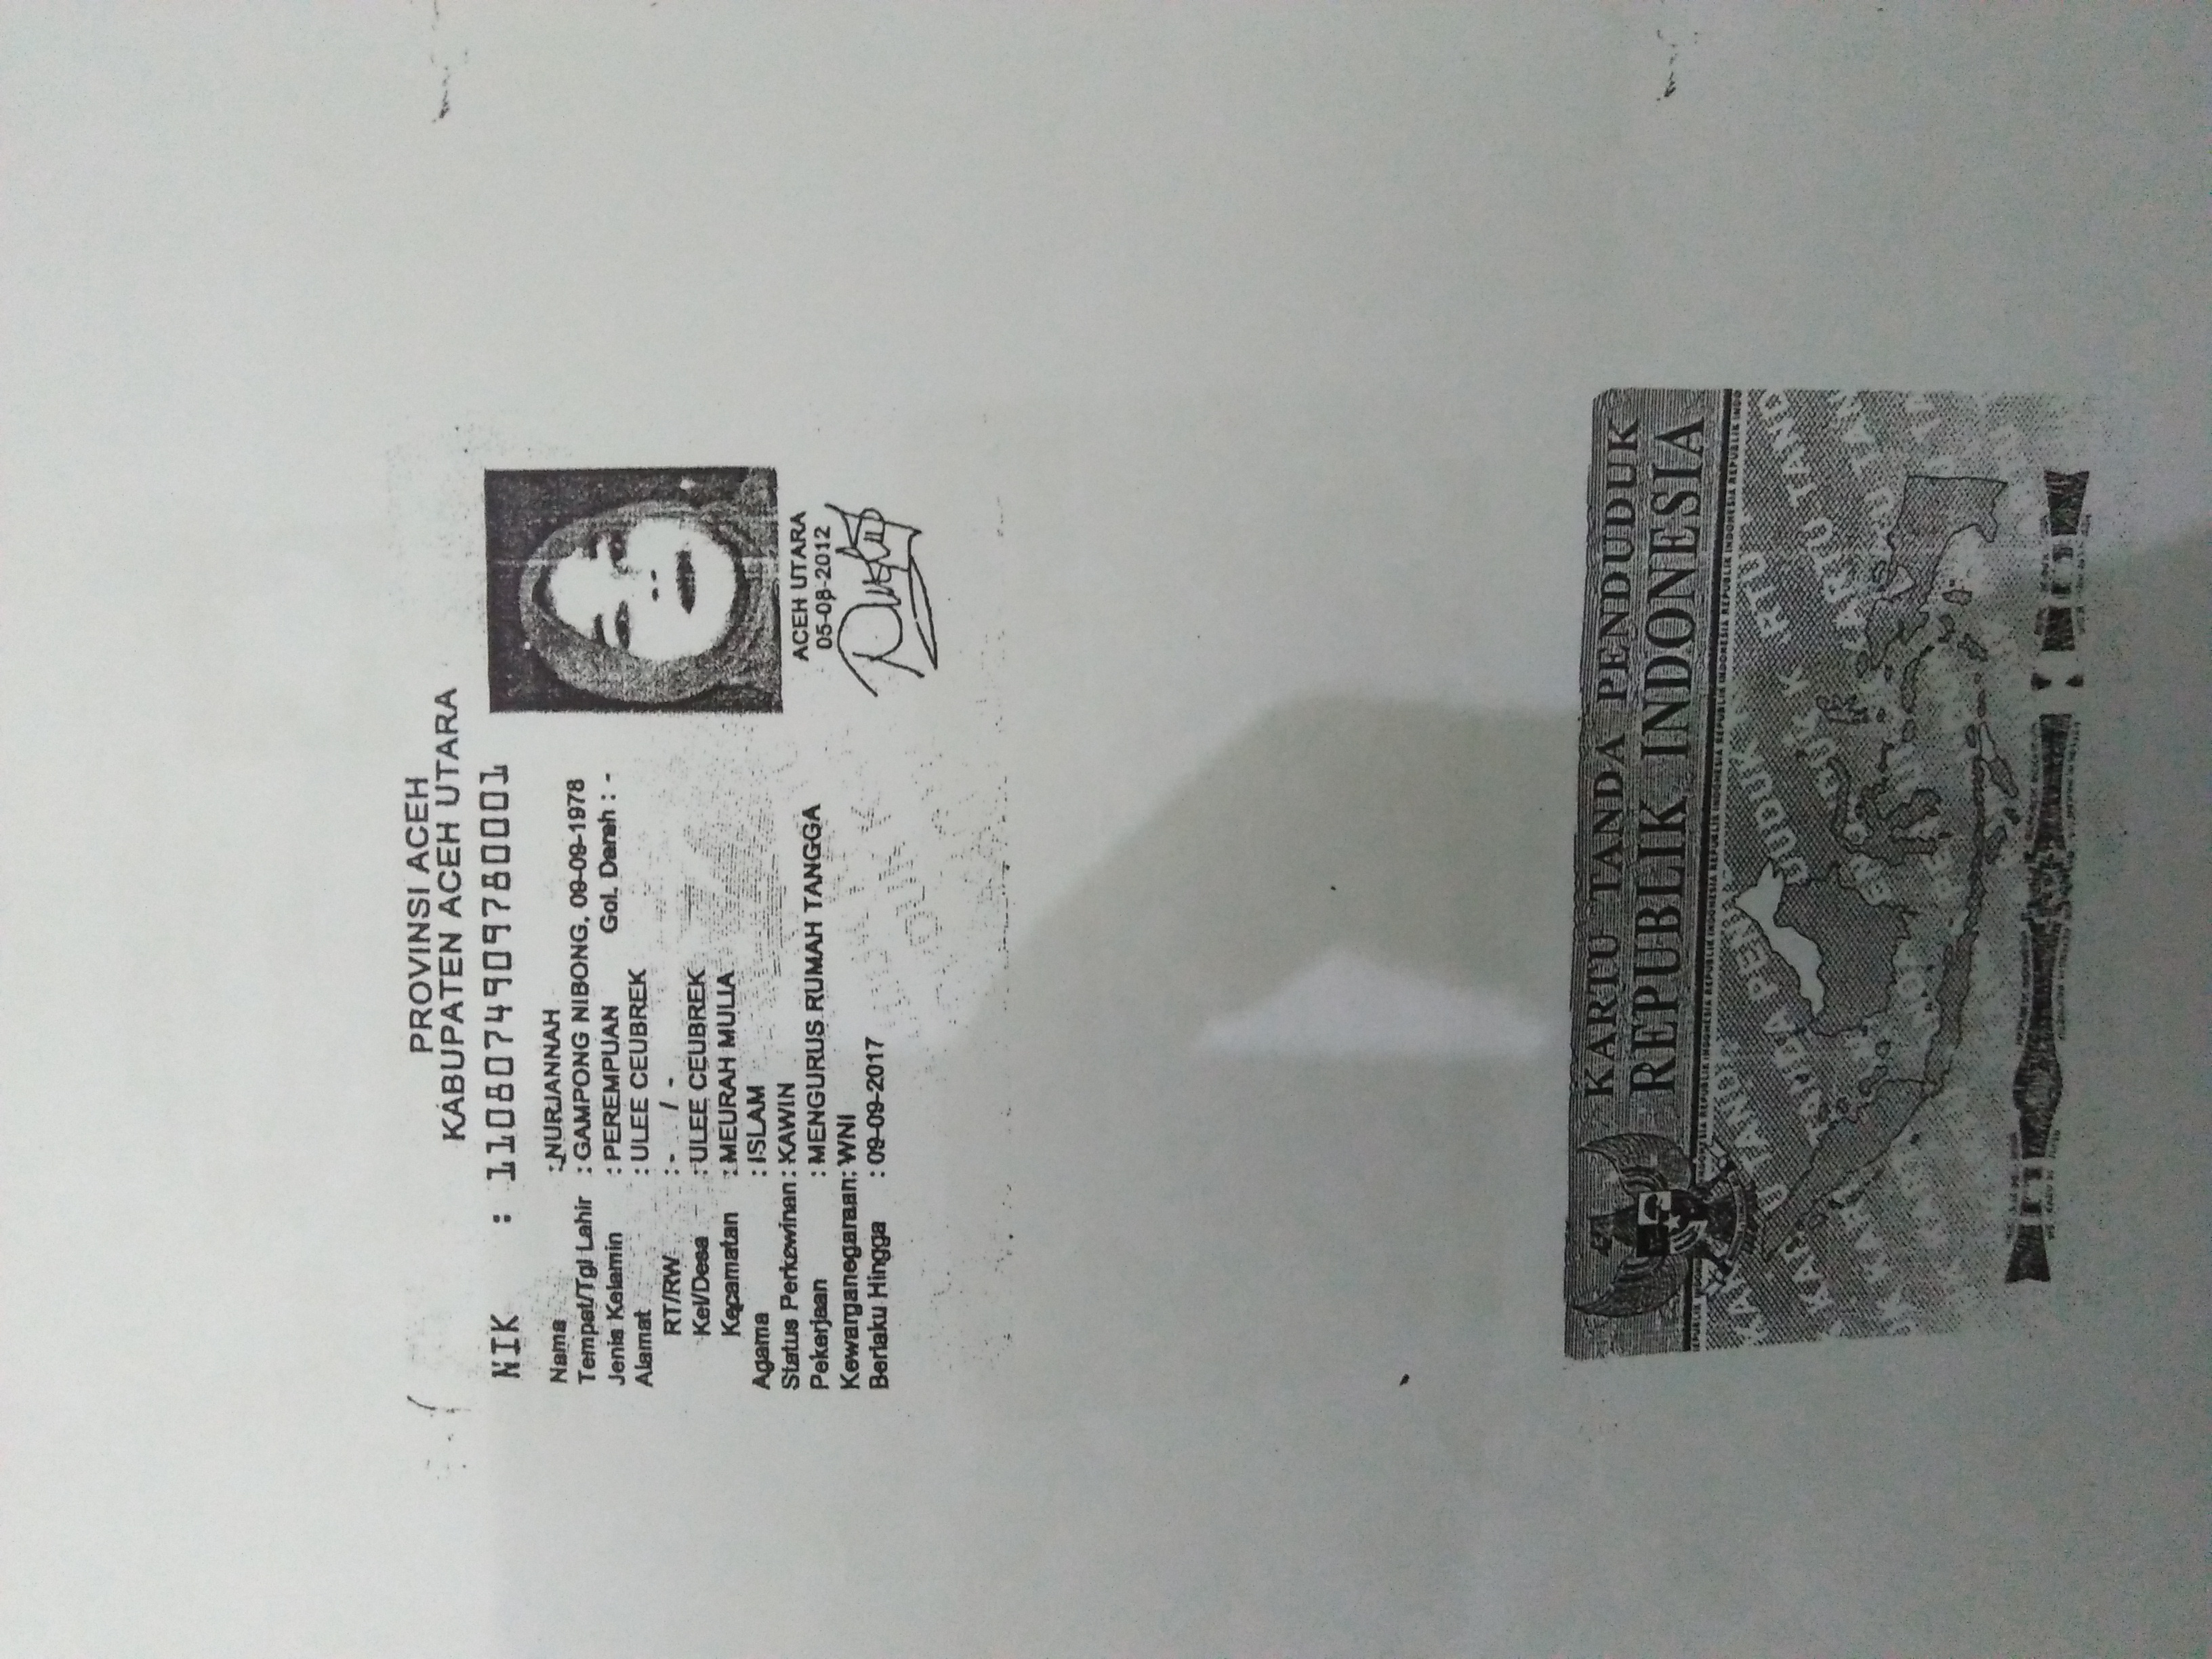 PROVINSI ACEH
KABUPATEN ACEH UTARA
NIK : 1108074909780001
Nama : NURJANNAH
Tempat/Tgl Lahir : GAMPONG NIBONG, 09-09-1978
Jenis Kelamin : PEREMPUAN Gol. Darah : -
Alamat : ULEE CEUBREK
RT/RW : - / -
Kel/Desa : ULEE CEUBREK
Kecamatan : MEURAH MULIA
Agama : ISLAM
Status Perkawinan : KAWIN
Pekerjaan : MENGURUS RUMAH TANGGA
Kewarganegaraan: WNI
Berlaku Hingga : 09-09-2017
ACEH UTARA
05-08-2012
KARTU TANDA PENDUDUK
REPUBLIK INDONESIA